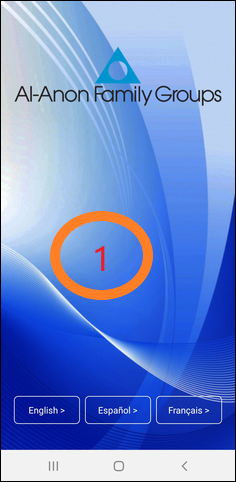 Al-Anon Family Groups
1
English >
Español >
Français >